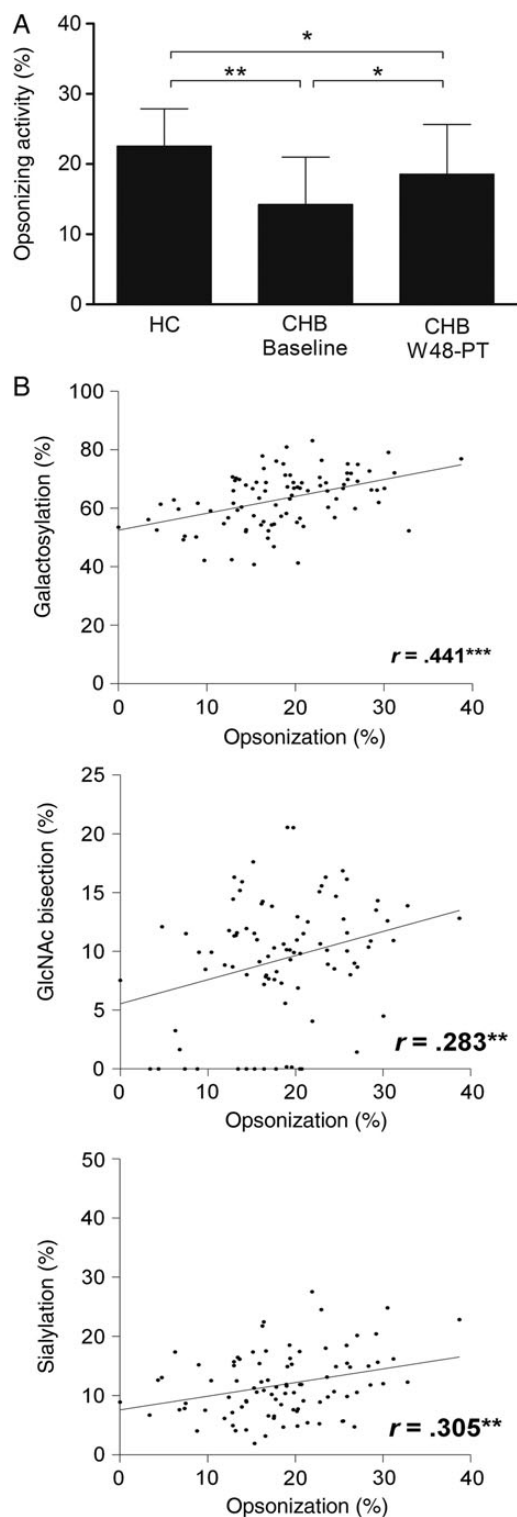 A
Opsonizing activity (%)
40
30
20
10
0
*
**
*
HC
CHB
Baseline
CHB
W48-PT
B
Galactosylation (%)
100
80
60
40
20
0
r = .441***
0 10 20 30 40
Opsonization (%)
GlcNAc bisection (%)
25
20
15
10
5
0
r = .283**
0 10 20 30 40
Opsonization (%)
Sialylation (%)
50
40
30
20
10
0
r = .305**
0 10 20 30 40
Opsonization (%)